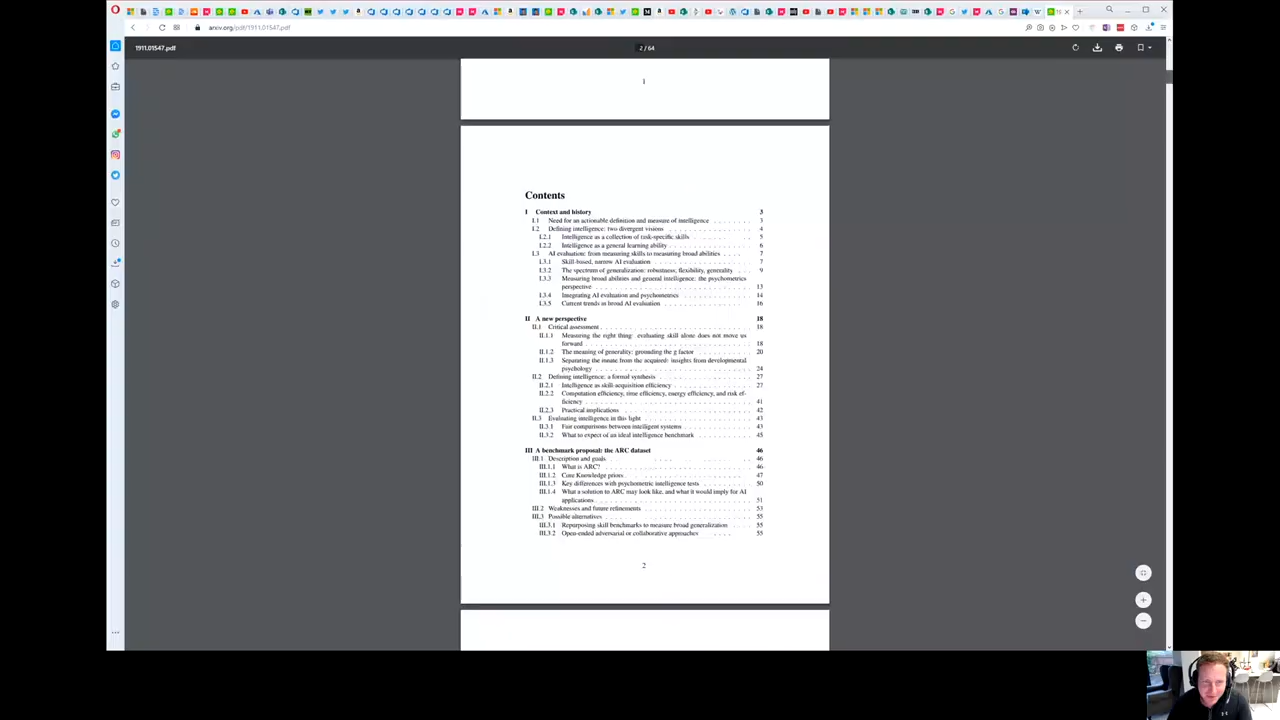 arxiv.org/pdf/1911.01547.pdf
1911.01547.pdf
2 / 64
1
Contents
I Context and history 3
I.1 Need for an actionable definition and measure of intelligence 3
I.2 Defining intelligence: two divergent visions 4
I.2.1 Intelligence as a collection of task-specific skills 5
I.2.2 Intelligence as a general learning ability 6
I.3 AI evaluation: from measuring skills to measuring broad abilities 7
I.3.1 Skill-based, narrow AI evaluation 7
I.3.2 The spectrum of generalization: robustness, flexibility, generality 9
I.3.3 Measuring broad abilities and general intelligence: the psychometrics
perspective 13
I.3.4 Integrating AI evaluation and psychometrics 14
I.3.5 Current trends in broad AI evaluation 16
II A new perspective 18
II.1 Critical assessment 18
II.1.1 Measuring the right thing: evaluating skill alone does not move us
forward 18
II.1.2 The meaning of generality: grounding the g factor 20
II.1.3 Separating the innate from the acquired: insights from developmental
psychology 24
II.2 Defining intelligence: a formal synthesis 27
II.2.1 Intelligence as skill acquisition efficiency 27
II.2.2 Computation efficiency, time efficiency, energy efficiency, and risk ef-
ficiency 41
II.2.3 Practical implications 42
II.3 Evaluating intelligence in this light 43
II.3.1 Fair comparisons between intelligent systems 43
II.3.2 What to expect of an ideal intelligence benchmark 45
III A benchmark proposal: the ARC dataset 46
III.1 Description and goals 46
III.1.1 What is ARC? 46
III.1.2 Core Knowledge priors 47
III.1.3 Key differences with psychometric intelligence tests 50
III.1.4 What a solution to ARC may look like, and what it would imply for AI
applications 51
III.2 Weaknesses and future refinements 53
III.3 Possible alternatives 55
III.3.1 Repurposing skill benchmarks to measure broad generalization 55
III.3.2 Open-ended adversarial or collaborative approaches 55
2